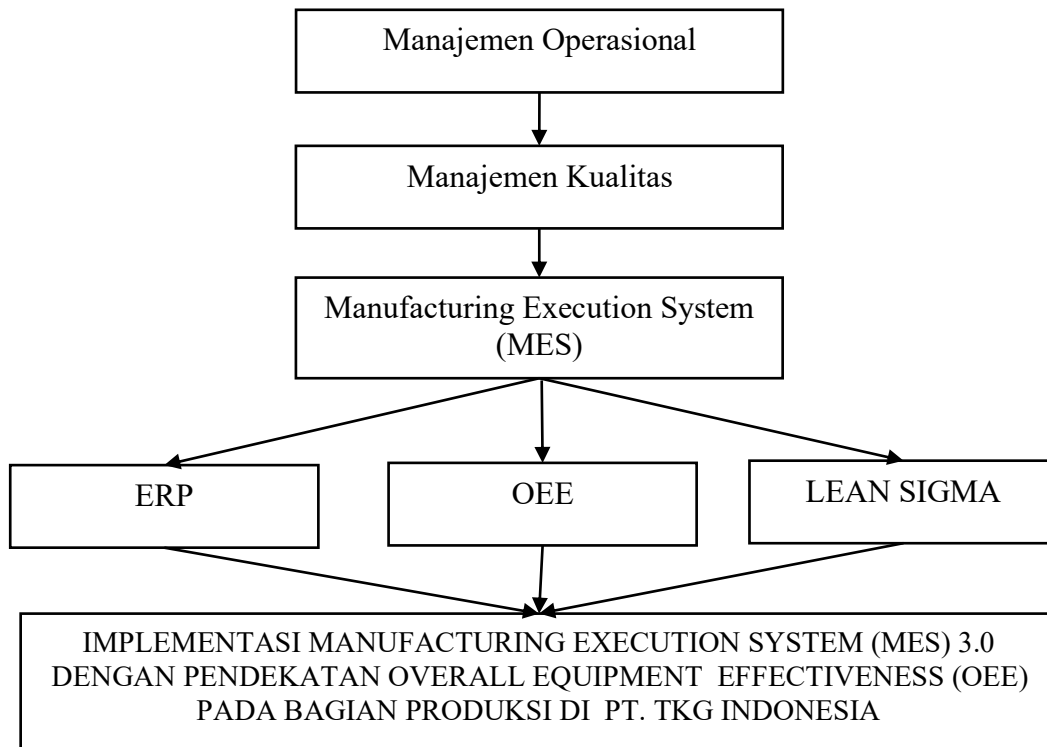 Manajemen Operasional
Manajemen Kualitas
Manufacturing Execution System
(MES)
ERP
OEE
LEAN SIGMA
IMPLEMENTASI MANUFACTURING EXECUTION SYSTEM (MES) 3.0
DENGAN PENDEKATAN OVERALL EQUIPMENT EFFECTIVENESS (OEE)
PADA BAGIAN PRODUKSI DI PT. TKG INDONESIA